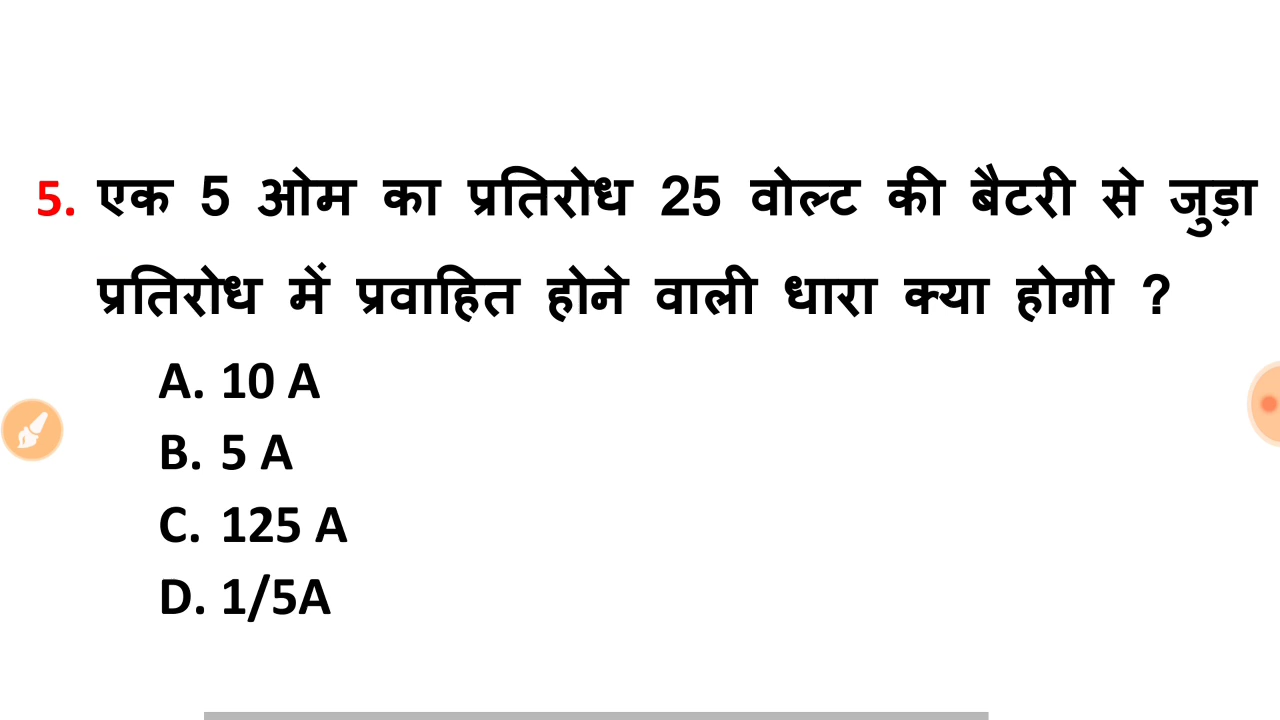 5. एक 5 ओम का प्रतिरोध 25 वोल्ट की बैटरी से जुड़ा
प्रतिरोध में प्रवाहित होने वाली धारा क्या होगी ?
A. 10 A
B. 5 A
C. 125 A
D. 1/5A